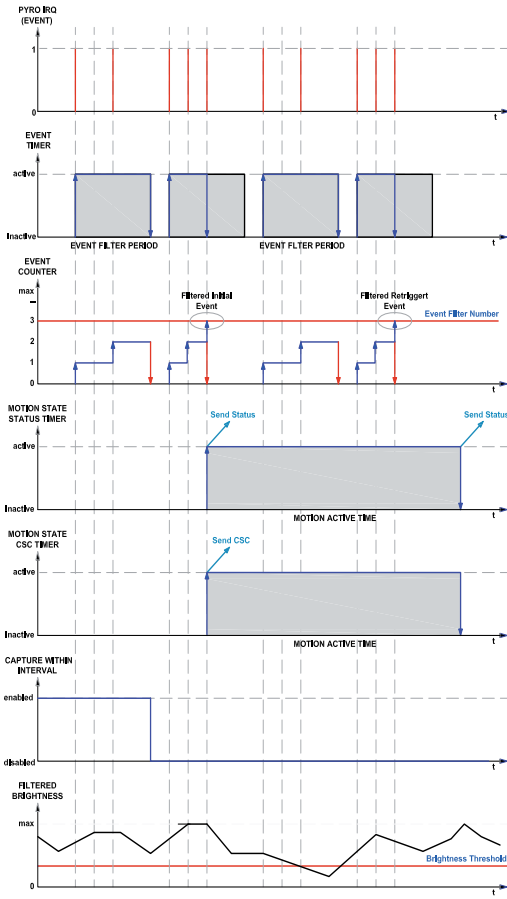 PYRO IRQ
(EVENT)
1
0
t
EVENT
TIMER
active
Inactive
EVENT FILTER PERIOD
EVENT FLTER PERIOD
t
EVENT
COUNTER
max
3
2
1
0
Filtered Initial
Event
Filtered Retriggert
Event
Event Filter Number
t
MOTION STATE
STATUS TIMER
active
Inactive
Send Status
Send Status
MOTION ACTIVE TIME
t
MOTION STATE
CSC TIMER
active
Inactive
Send CSC
MOTION ACTIVE TIME
t
CAPTURE WITHIN
INTERVAL
enabled
disabled
t
FILTERED
BRIGHTNESS
max
0
Brightness Threshold
t